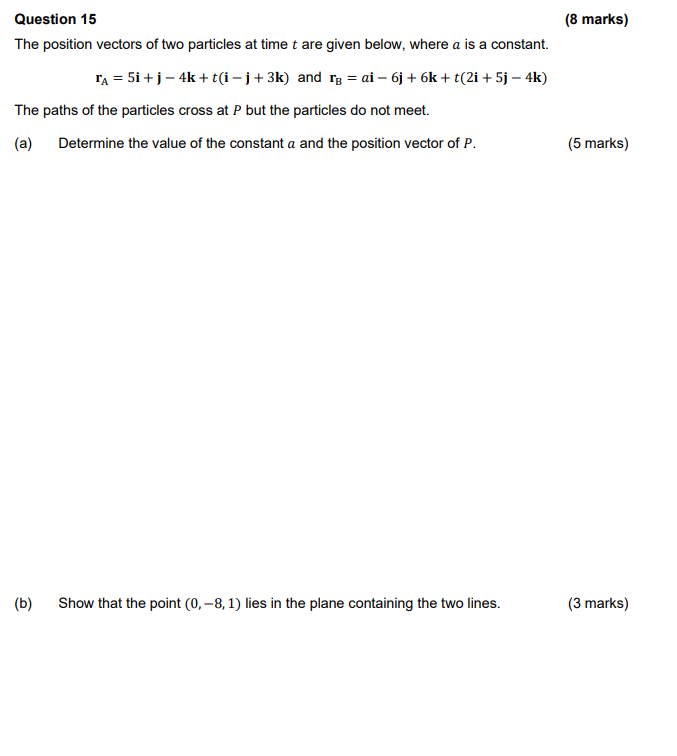 Question 15 (8 marks)
The position vectors of two particles at time t are given below, where a is a constant.
r_A = 5i + j − 4k + t(i − j + 3k) and r_B = ai − 6j + 6k + t(2i + 5j − 4k)
The paths of the particles cross at P but the particles do not meet.
(a) Determine the value of the constant a and the position vector of P. (5 marks)
(b) Show that the point (0, −8, 1) lies in the plane containing the two lines. (3 marks)